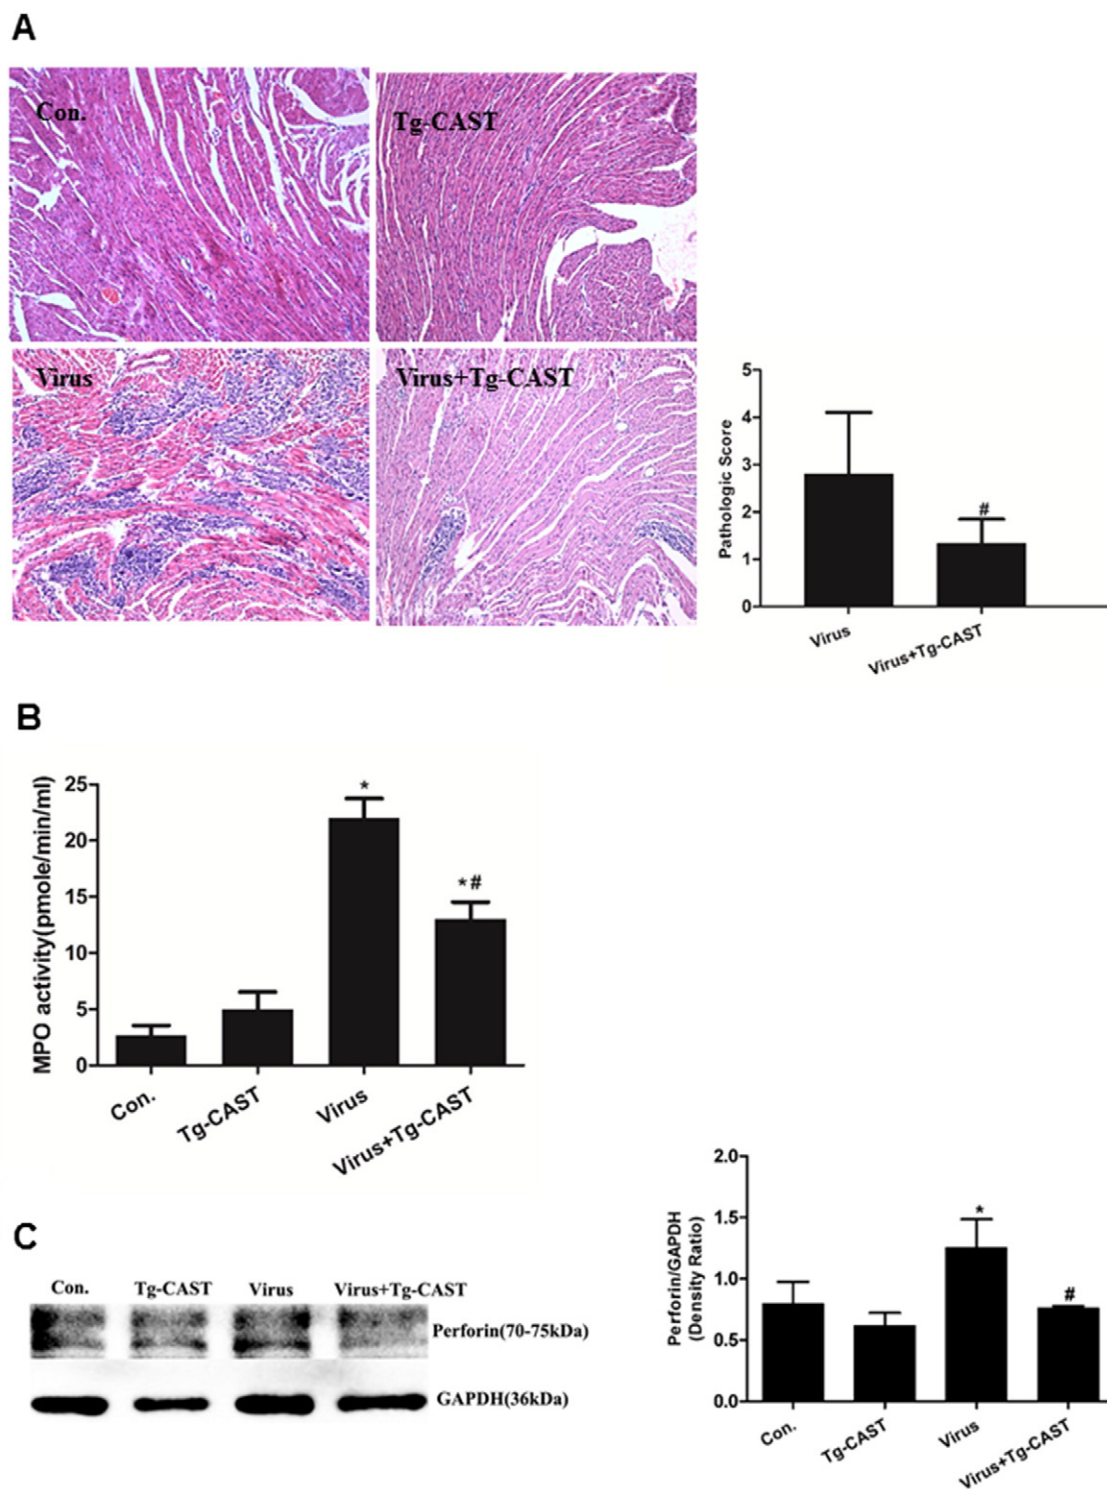 A
Con.
Tg-CAST
Virus
Virus+Tg-CAST
Pathologic Score
5
4
3
2
1
0
#
Virus
Virus+Tg-CAST
B
MPO activity(pmole/min/ml)
25
20
15
10
5
0
*
*#
Con.
Tg-CAST
Virus
Virus+Tg-CAST
C
Con. Tg-CAST Virus Virus+Tg-CAST
Perforin(70-75kDa)
GAPDH(36kDa)
Perforin/GAPDH
(Density Ratio)
2.0
1.5
1.0
0.5
0.0
*
#
Con.
Tg-CAST
Virus
Virus+Tg-CAST